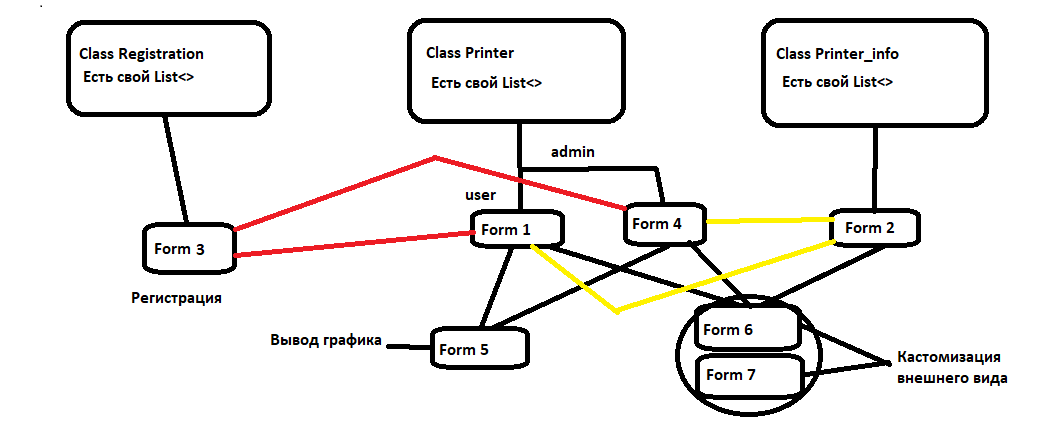 Class Registration
Есть свой List<>
Class Printer
Есть свой List<>
Class Printer_info
Есть свой List<>
admin
user
Form 3
Form 1
Form 4
Form 2
Регистрация
Вывод графика
Form 5
Form 6
Form 7
Кастомизация
внешнего вида